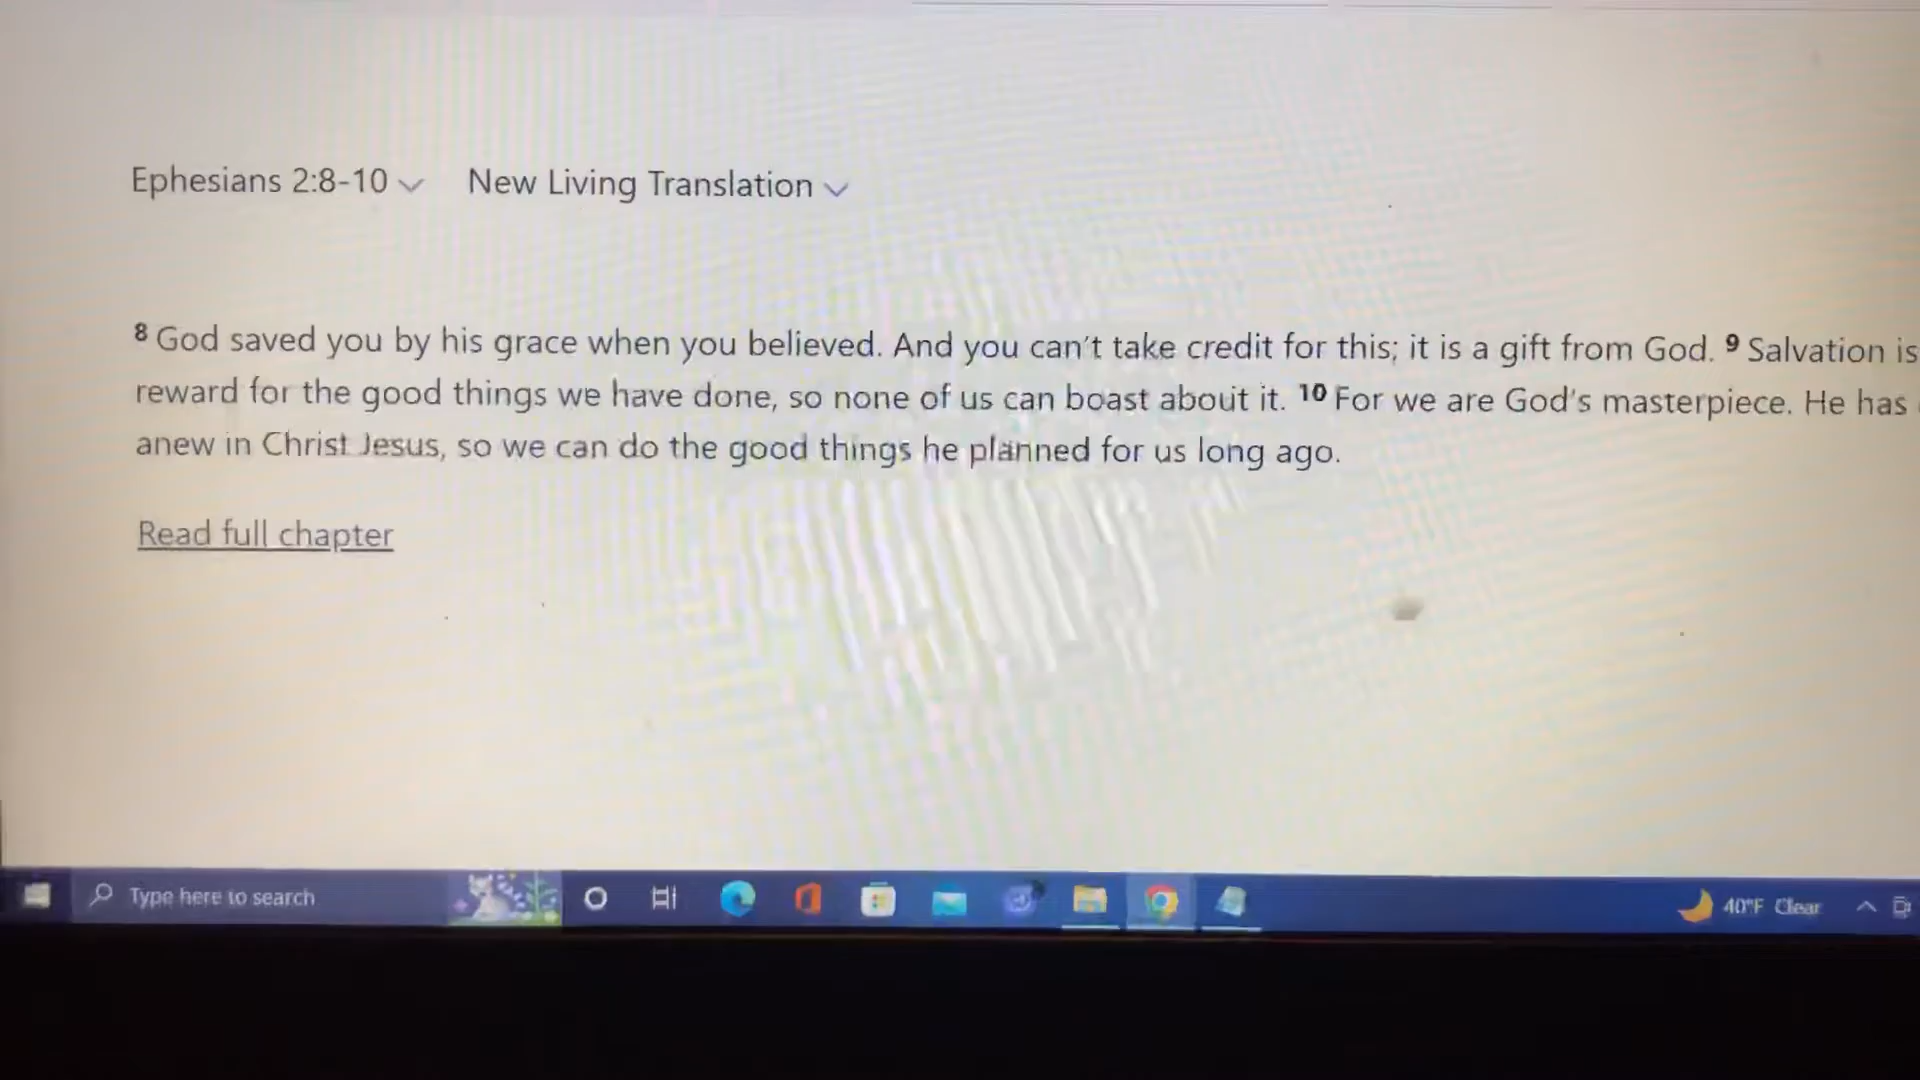 Ephesians 2:8-10 New Living Translation
8 God saved you by his grace when you believed. And you can't take credit for this; it is a gift from God. 9 Salvation is
reward for the good things we have done, so none of us can boast about it. 10 For we are God's masterpiece. He has
anew in Christ Jesus, so we can do the good things he planned for us long ago.
Read full chapter
Type here to search 40°F Clear